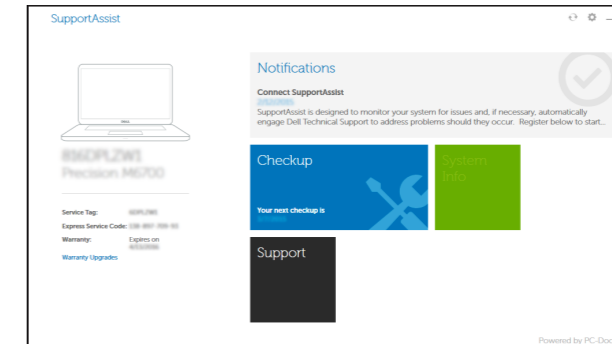 SupportAssist
Notifications
Connect SupportAssist
SupportAssist is designed to monitor your system for issues and, if necessary, automatically
engage Dell Technical Support to address problems should they occur. Register below to start...
Precision M6700
Checkup
System
Info
Your next checkup is
Service Tag:
Express Service Code:
Warranty: Expires on
Warranty Upgrades
Support
Powered by PC-Doc